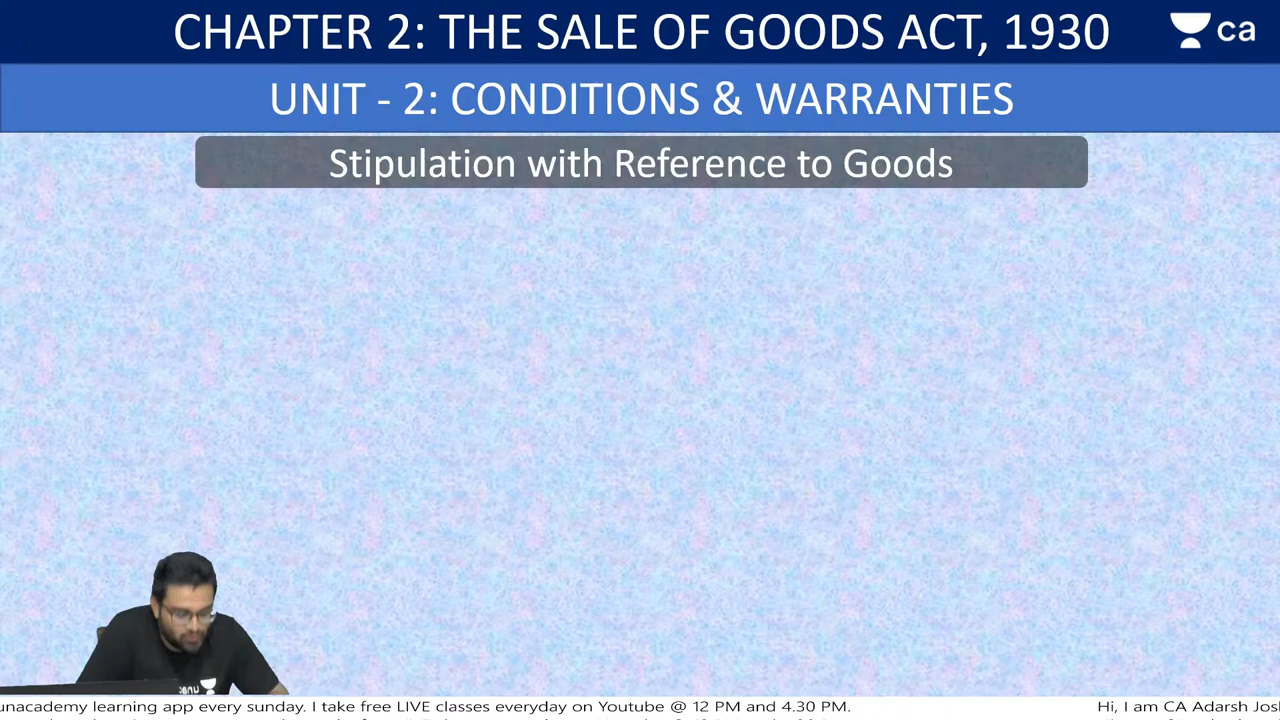 CHAPTER 2: THE SALE OF GOODS ACT, 1930
ca
UNIT - 2: CONDITIONS & WARRANTIES
Stipulation with Reference to Goods
unacademy learning app every sunday. I take free LIVE classes everyday on Youtube @ 12 PM and 4.30 PM.
Hi, I am CA Adarsh Jos